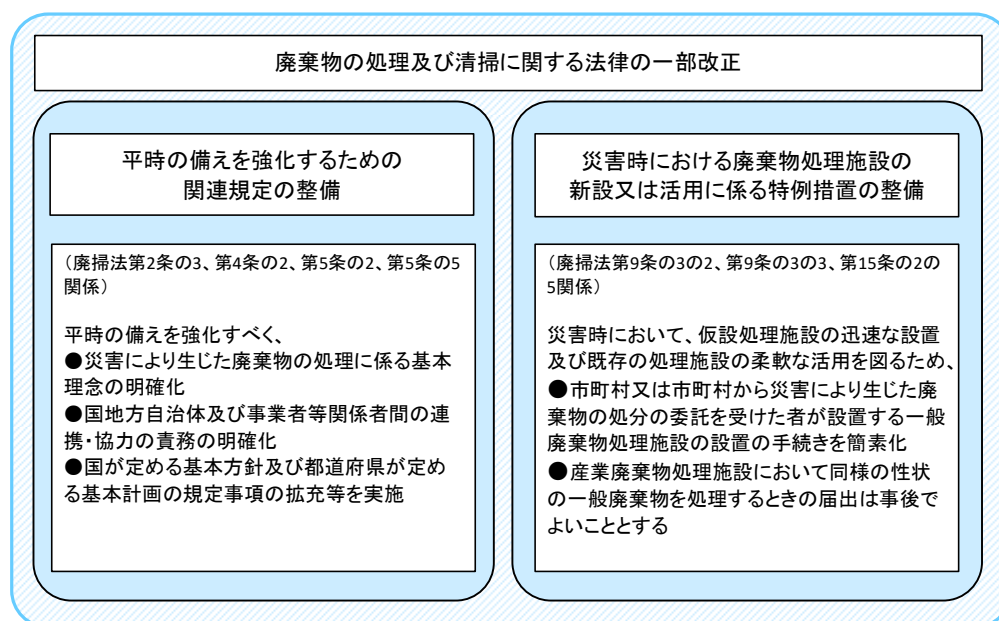 廃棄物の処理及び清掃に関する法律の一部改正
平時の備えを強化するための
関連規定の整備
（廃掃法第2条の3、第4条の2、第5条の2、第5条の5
関係）
平時の備えを強化すべく、
●災害により生じた廃棄物の処理に係る基本
理念の明確化
●国地方自治体及び事業者等関係者間の連
携・協力の責務の明確化
●国が定める基本方針及び都道府県が定め
る基本計画の規定事項の拡充等を実施
災害時における廃棄物処理施設の
新設又は活用に係る特例措置の整備
（廃掃法第9条の3の2、第9条の3の3、第15条の2の
5関係）
災害時において、仮設処理施設の迅速な設置
及び既存の処理施設の柔軟な活用を図るため、
●市町村又は市町村から災害により生じた廃
棄物の処分の委託を受けた者が設置する一般
廃棄物処理施設の設置の手続きを簡素化
●産業廃棄物処理施設において同様の性状
の一般廃棄物を処理するときの届出は事後で
よいこととする